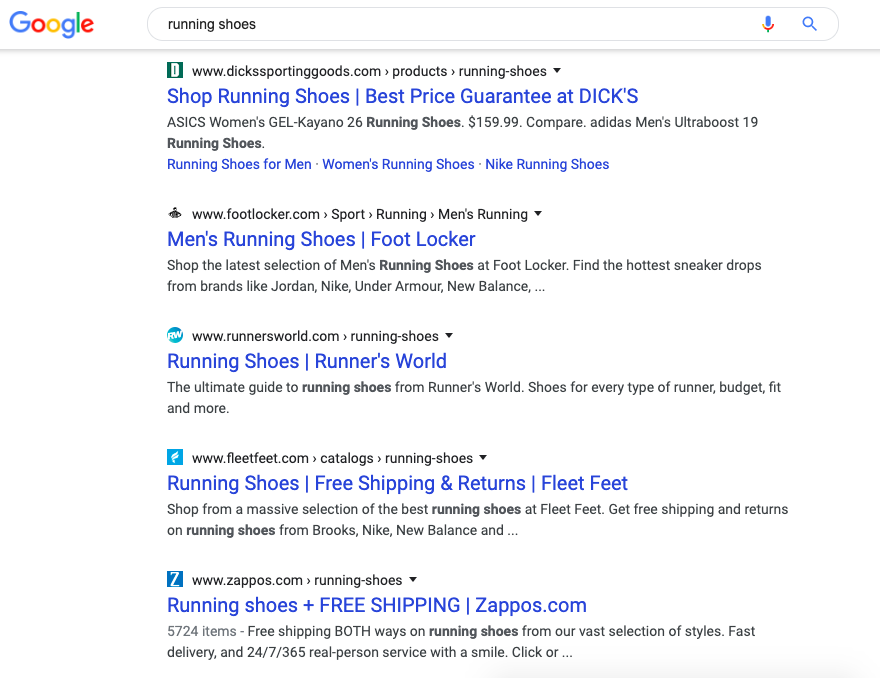 Google
running shoes
www.dickssportinggoods.com › products › running-shoes
Shop Running Shoes | Best Price Guarantee at DICK'S
ASICS Women's GEL-Kayano 26 Running Shoes. $159.99. Compare. adidas Men's Ultraboost 19
Running Shoes.
Running Shoes for Men · Women's Running Shoes · Nike Running Shoes
www.footlocker.com › Sport › Running › Men's Running
Men's Running Shoes | Foot Locker
Shop the latest selection of Men's Running Shoes at Foot Locker. Find the hottest sneaker drops
from brands like Jordan, Nike, Under Armour, New Balance, ...
RW www.runnersworld.com › running-shoes
Running Shoes | Runner's World
The ultimate guide to running shoes from Runner's World. Shoes for every type of runner, budget, fit
and more.
www.fleetfeet.com › catalogs › running-shoes
Running Shoes | Free Shipping & Returns | Fleet Feet
Shop from a massive selection of the best running shoes at Fleet Feet. Get free shipping and returns
on running shoes from Brooks, Nike, New Balance and ...
Z www.zappos.com › running-shoes
Running shoes + FREE SHIPPING | Zappos.com
5724 items - Free shipping BOTH ways on running shoes from our vast selection of styles. Fast
delivery, and 24/7/365 real-person service with a smile. Click or ...